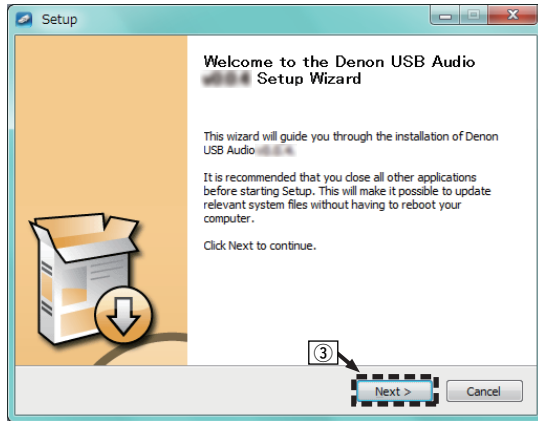 Setup
Welcome to the Denon USB Audio
Setup Wizard
This wizard will guide you through the installation of Denon
USB Audio
It is recommended that you close all other applications
before starting Setup. This will make it possible to update
relevant system files without having to reboot your
computer.
Click Next to continue.
③
Next >
Cancel